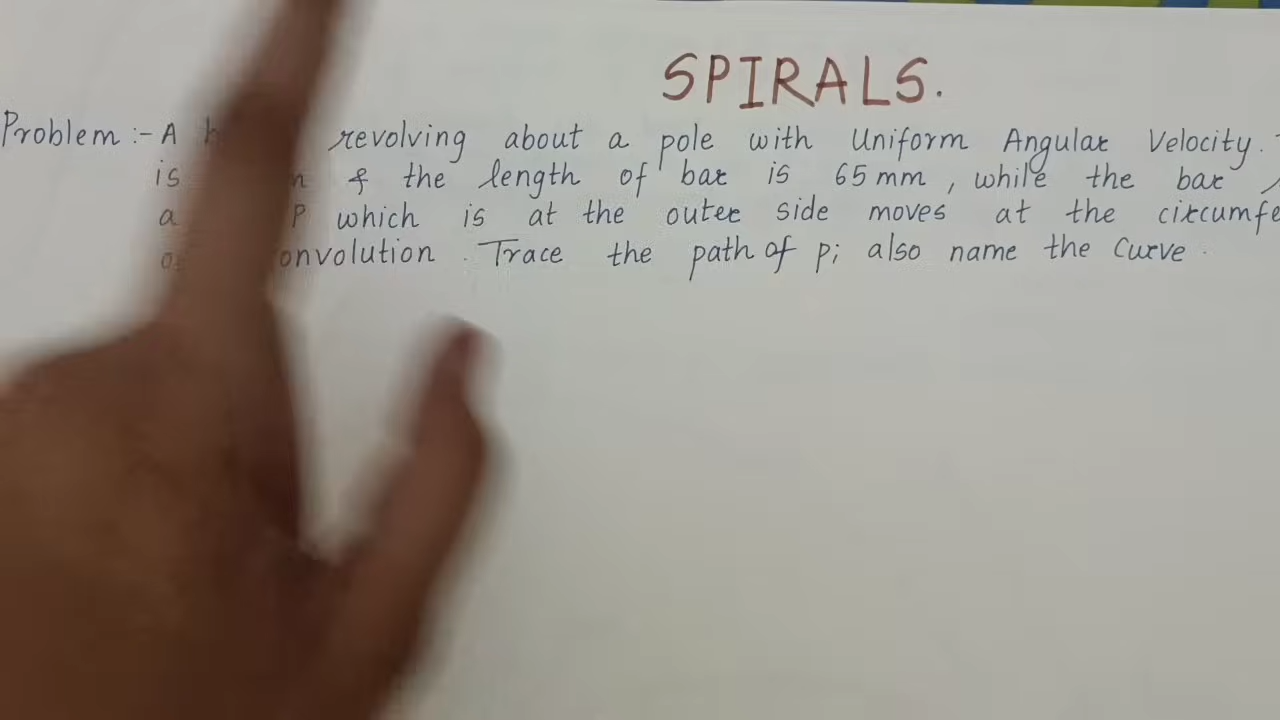 SPIRALS.
Problem :- A revolving about a pole with Uniform Angular Velocity.
is & the length of bar is 65 mm , while the bar
a P which is at the outer side moves at the circumfe
onvolution . Trace the path of p; also name the Curve .